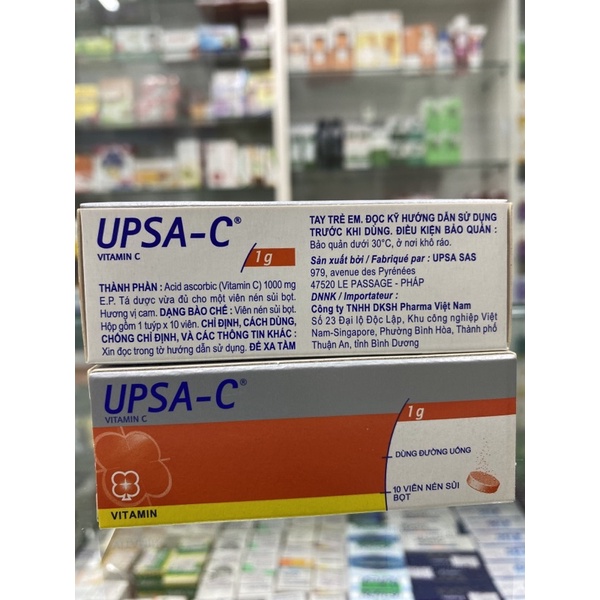 UPSA-C®
VITAMIN C
1g
THÀNH PHẦN : Acid ascorbic (Vitamin C) 1000 mg
E.P. Tá dược vừa đủ cho một viên nén sủi bọt.
Hương vị cam. DẠNG BÀO CHẾ : Viên nén sủi bọt.
Hộp gồm 1 tuýp x 10 viên. CHỈ ĐỊNH, CÁCH DÙNG,
CHỐNG CHỈ ĐỊNH, VÀ CÁC THÔNG TIN KHÁC :
Xin đọc trong tờ hướng dẫn sử dụng. ĐỂ XA TẦM
TAY TRẺ EM. ĐỌC KỸ HƯỚNG DẪN SỬ DỤNG
TRƯỚC KHI DÙNG. ĐIỀU KIỆN BẢO QUẢN :
Bảo quản dưới 30°C, ở nơi khô ráo.
Sản xuất bởi / Fabriqué par : UPSA SAS
979, avenue des Pyrénées
47520 LE PASSAGE - PHÁP
DNNK / Importateur :
Công ty TNHH DKSH Pharma Việt Nam
Số 23 Đại lộ Độc Lập, Khu công nghiệp Việt
Nam-Singapore, Phường Bình Hòa, Thành phố
Thuận An, tỉnh Bình Dương
UPSA-C®
VITAMIN C
1g
DÙNG ĐƯỜNG UỐNG
10 VIÊN NÉN SỦI
BỌT
VITAMIN